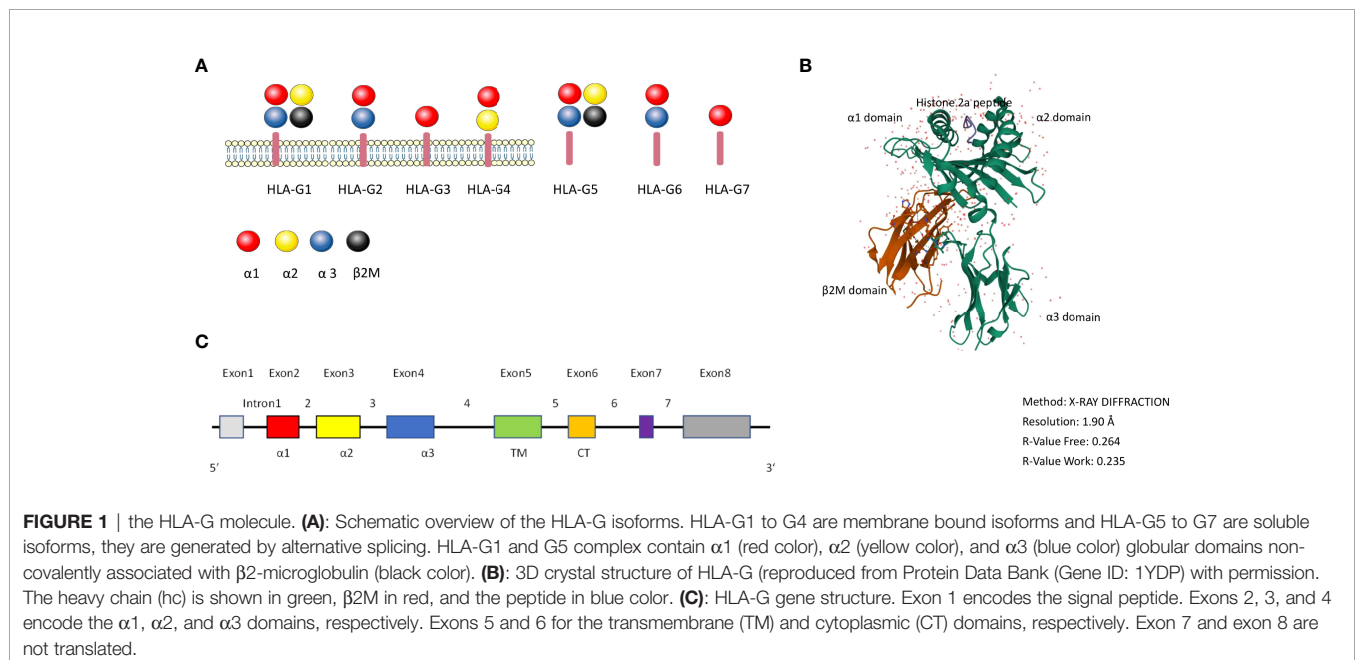 A
HLA-G1 HLA-G2 HLA-G3 HLA-G4 HLA-G5 HLA-G6 HLA-G7
α1 α2 α 3 β2M
B
Histone 2a peptide
α1 domain α2 domain
β2M domain
α3 domain
Method: X-RAY DIFFRACTION
Resolution: 1.90 Å
R-Value Free: 0.264
R-Value Work: 0.235
C
Exon1 Exon2 Exon3 Exon4 Exon5 Exon6 Exon7 Exon8
Intron1 2 3 4 5 6 7
α1 α2 α3 TM CT
5′ 3′
FIGURE 1 | the HLA-G molecule. (A): Schematic overview of the HLA-G isoforms. HLA-G1 to G4 are membrane bound isoforms and HLA-G5 to G7 are soluble
isoforms, they are generated by alternative splicing. HLA-G1 and G5 complex contain α1 (red color), α2 (yellow color), and α3 (blue color) globular domains non-
covalently associated with β2-microglobulin (black color). (B): 3D crystal structure of HLA-G (reproduced from Protein Data Bank (Gene ID: 1YDP) with permission.
The heavy chain (hc) is shown in green, β2M in red, and the peptide in blue color. (C): HLA-G gene structure. Exon 1 encodes the signal peptide. Exons 2, 3, and 4
encode the α1, α2, and α3 domains, respectively. Exons 5 and 6 for the transmembrane (TM) and cytoplasmic (CT) domains, respectively. Exon 7 and exon 8 are
not translated.